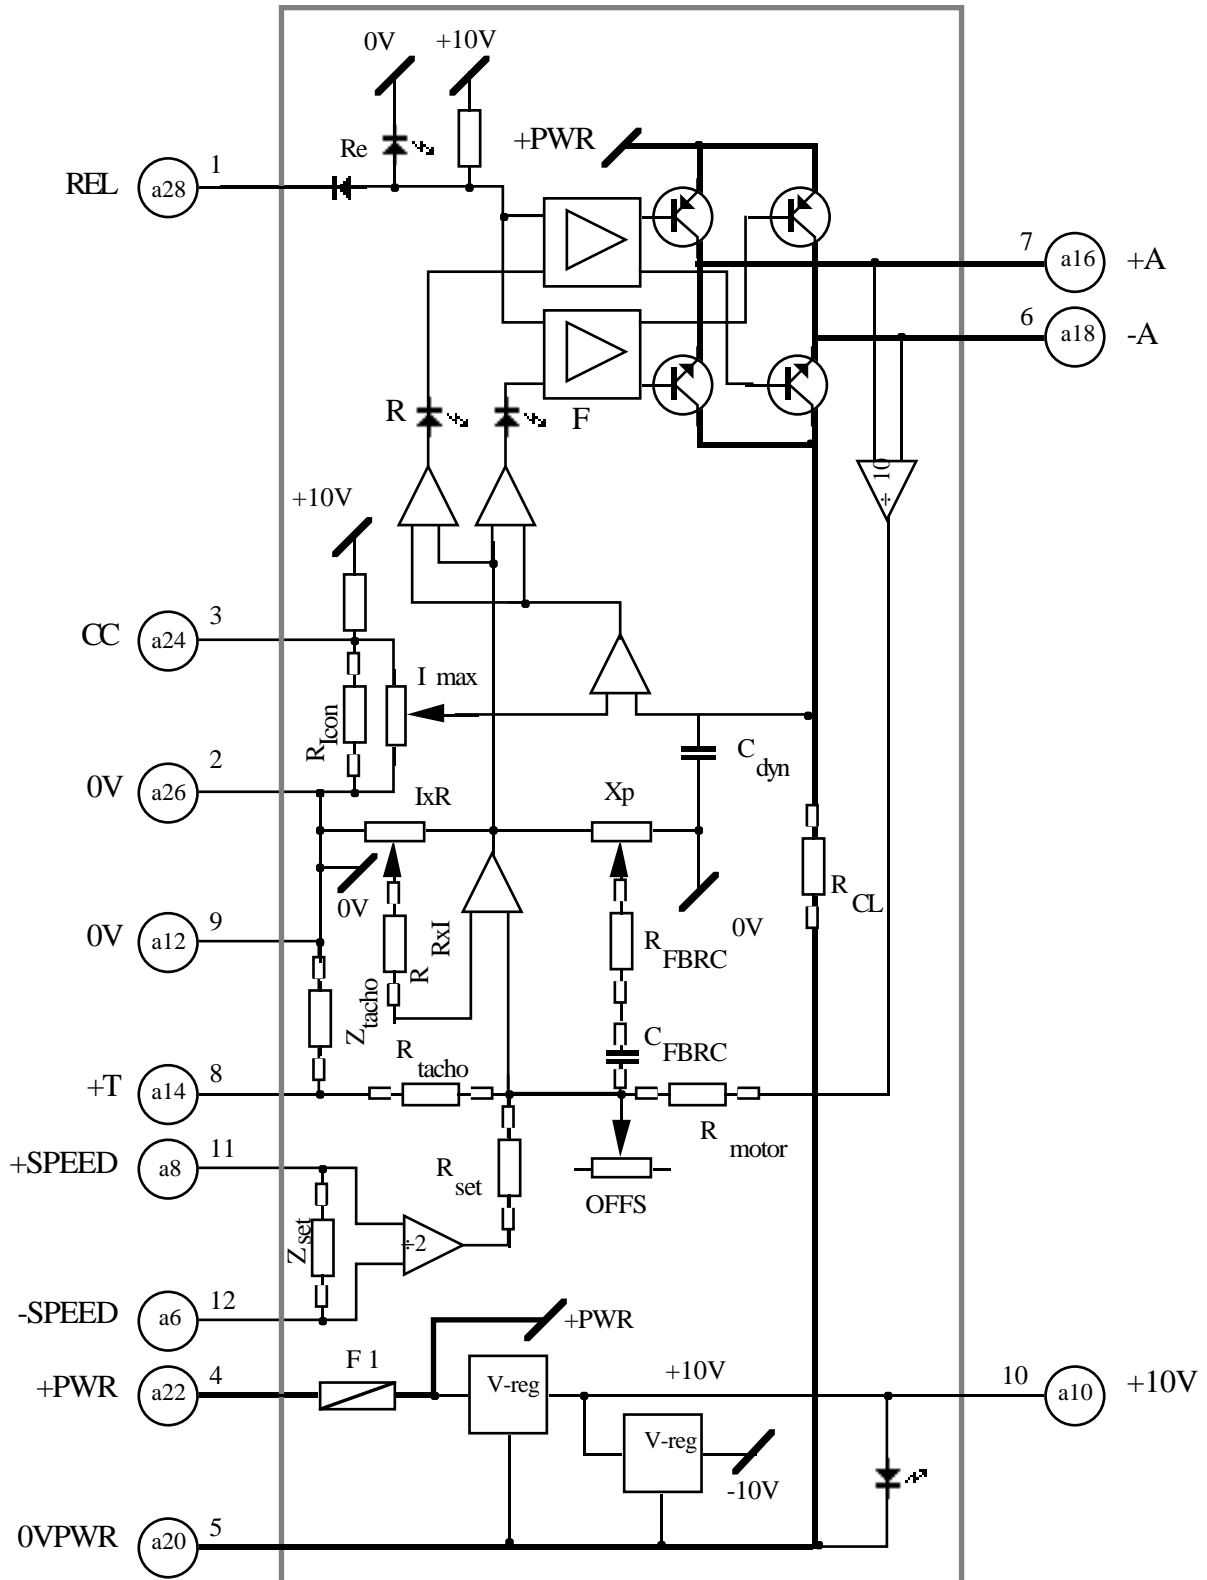 0V
+10V
+PWR
Re
1
REL
a28
7
a16
+A
6
a18
-A
R
F
÷ 10
+10V
3
CC
a24
I max
R Icon
2
0V
a26
C dyn
IxR
Xp
0V
R CL
9
0V
a12
R RxI
R FBRC
0V
Z tacho
C FBRC
R tacho
8
+T
a14
R motor
11
+SPEED
a8
R set
OFFS
Z set
÷2
12
-SPEED
a6
+PWR
F 1
4
+PWR
a22
V-reg
+10V
10
a10
+10V
V-reg
-10V
5
0VPWR
a20